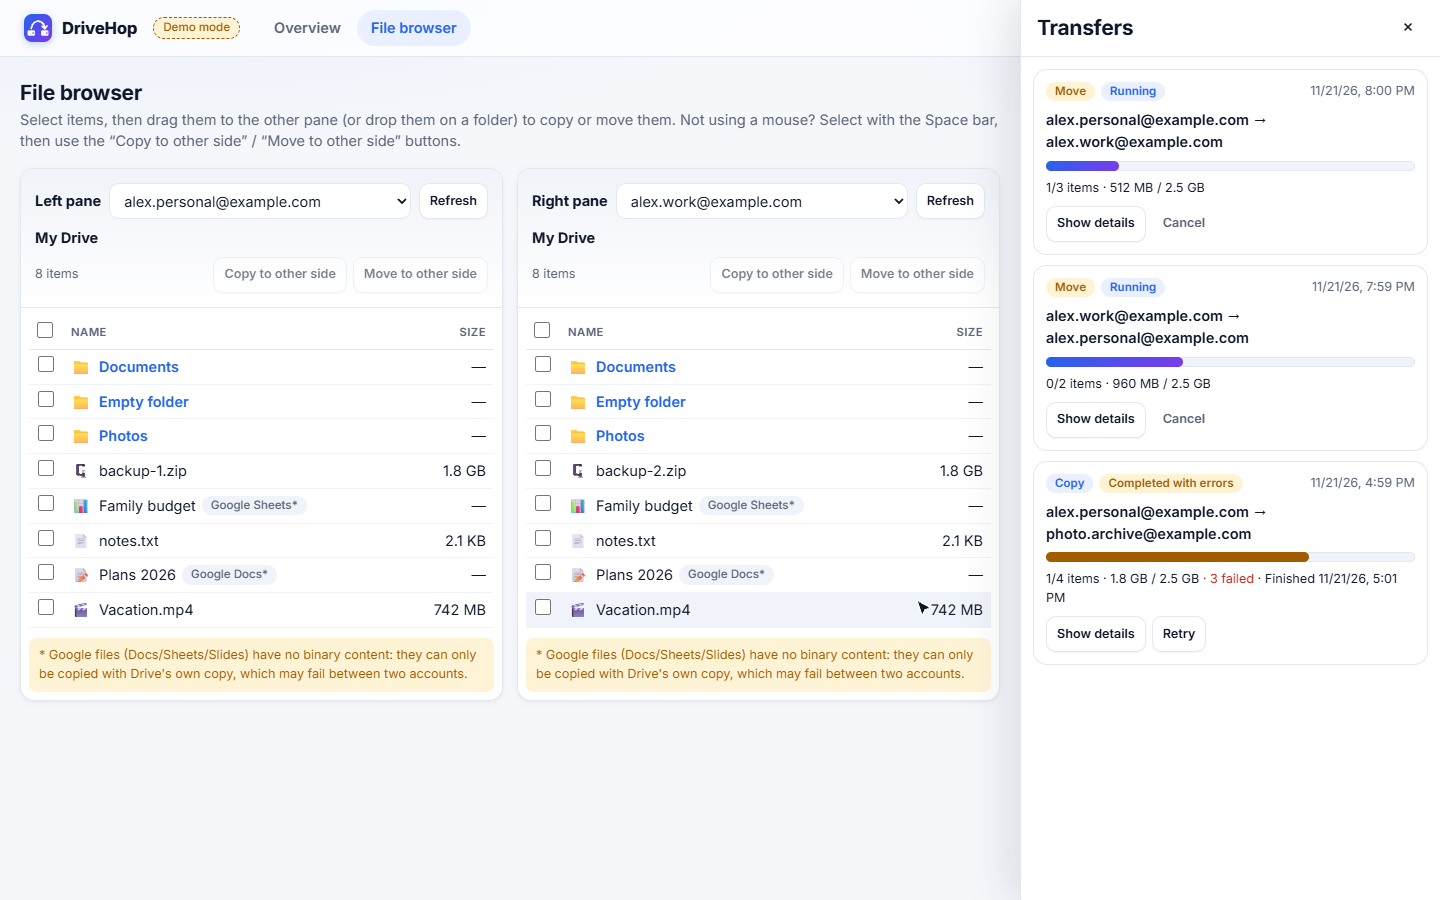 DriveHop
Demo mode
Overview
File browser
File browser
Select items, then drag them to the other pane (or drop them on a folder) to copy or move them. Not using a mouse? Select with the Space bar,
then use the “Copy to other side” / “Move to other side” buttons.
Left pane
alex.personal@example.com
Refresh
My Drive
8 items
Copy to other side
Move to other side
NAME
SIZE
Documents
—
Empty folder
—
Photos
—
backup-1.zip
1.8 GB
Family budget
Google Sheets*
—
notes.txt
2.1 KB
Plans 2026
Google Docs*
—
Vacation.mp4
742 MB
* Google files (Docs/Sheets/Slides) have no binary content: they can only
be copied with Drive's own copy, which may fail between two accounts.
Right pane
alex.work@example.com
Refresh
My Drive
8 items
Copy to other side
Move to other side
NAME
SIZE
Documents
—
Empty folder
—
Photos
—
backup-2.zip
1.8 GB
Family budget
Google Sheets*
—
notes.txt
2.1 KB
Plans 2026
Google Docs*
—
Vacation.mp4
742 MB
* Google files (Docs/Sheets/Slides) have no binary content: they can only
be copied with Drive's own copy, which may fail between two accounts.
Transfers
×
Move
Running
11/21/26, 8:00 PM
alex.personal@example.com →
alex.work@example.com
1/3 items · 512 MB / 2.5 GB
Show details
Cancel
Move
Running
11/21/26, 7:59 PM
alex.work@example.com →
alex.personal@example.com
0/2 items · 960 MB / 2.5 GB
Show details
Cancel
Copy
Completed with errors
11/21/26, 4:59 PM
alex.personal@example.com →
photo.archive@example.com
1/4 items · 1.8 GB / 2.5 GB · 3 failed · Finished 11/21/26, 5:01
PM
Show details
Retry